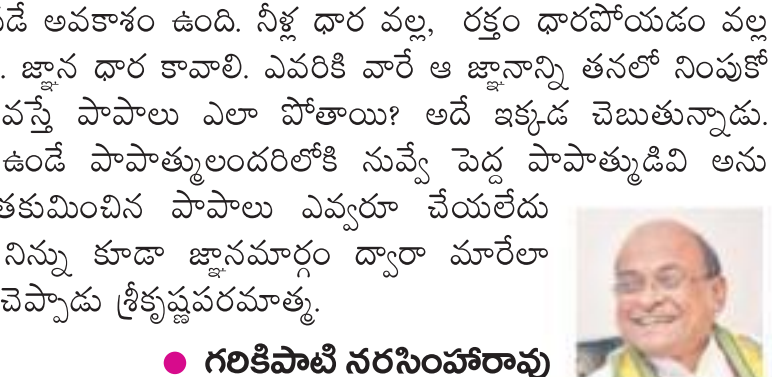 పడే అవకాశం ఉంది. నీళ్ల ధార వల్ల, రక్తం ధారపోయడం వల్ల
. జ్ఞాన ధార కావాలి. ఎవరికి వారే ఆ జ్ఞానాన్ని తనలో నింపుకో
వస్తే పాపాలు ఎలా పోతాయి? అదే ఇక్కడ చెబుతున్నాడు.
ఉండే పాపాత్ములందరిలోకి నువ్వే పెద్ద పాపాత్ముడివి అను
తకుమించిన పాపాలు ఎవ్వరూ చేయలేదు
నిన్ను కూడా జ్ఞానమార్గం ద్వారా మారేలా
చెప్పాడు శ్రీకృష్ణపరమాత్మ.
● గరికిపాటి నరసింహారావు